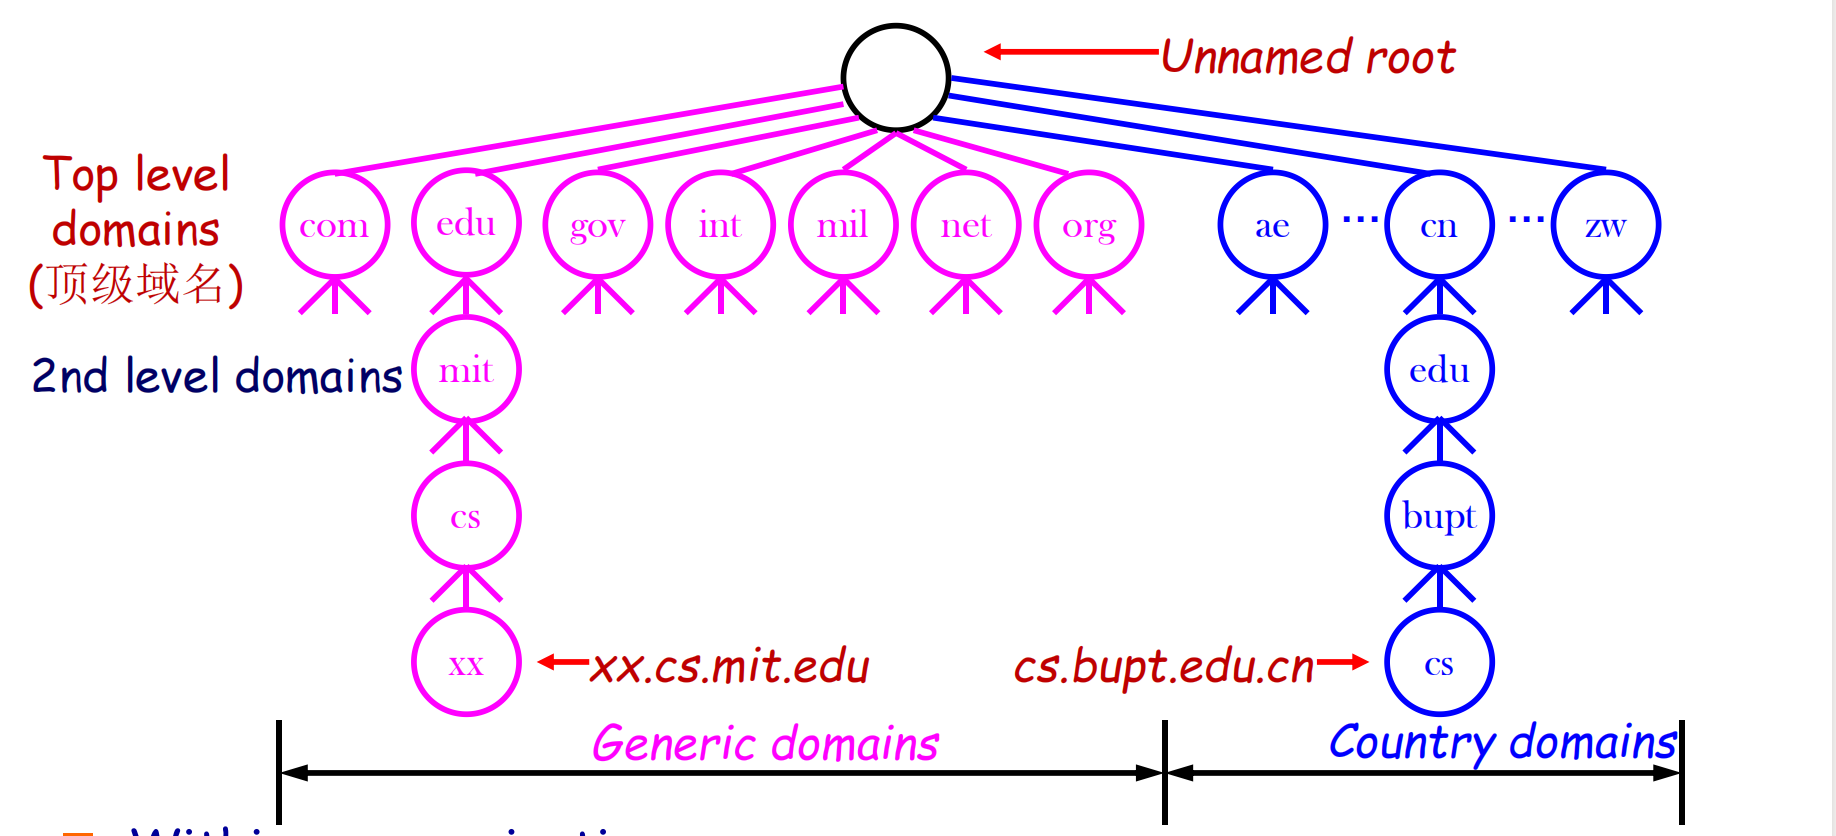 Unnamed root
Top level
domains
(顶级域名)
com edu gov int mil net org ae ... cn ... zw
2nd level domains mit edu
cs bupt
xx xx.cs.mit.edu cs.bupt.edu.cn cs
Generic domains Country domains